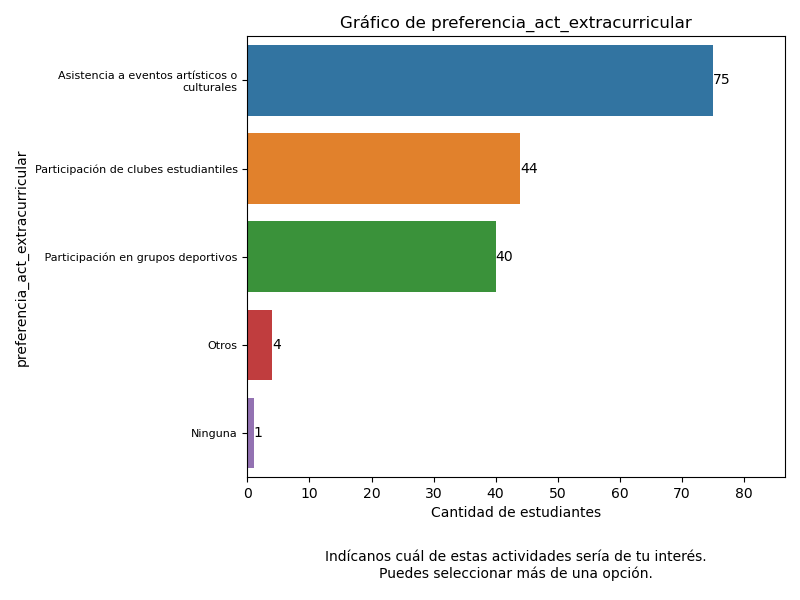 Gráfico de preferencia_act_extracurricular
preferencia_act_extracurricular
Asistencia a eventos artísticos o
culturales
75
Participación de clubes estudiantiles
44
Participación en grupos deportivos
40
Otros
4
Ninguna
1
0 10 20 30 40 50 60 70 80
Cantidad de estudiantes
Indícanos cuál de estas actividades sería de tu interés.
Puedes seleccionar más de una opción.